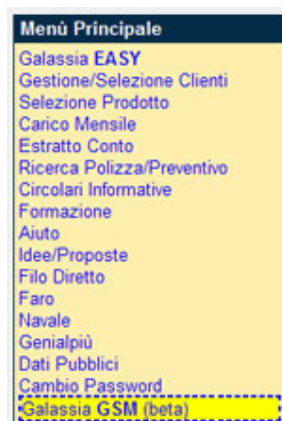 Menù Principale
Galassia EASY
Gestione/Selezione Clienti
Selezione Prodotto
Carico Mensile
Estratto Conto
Ricerca Polizza/Preventivo
Circolari Informative
Formazione
Aiuto
Idee/Proposte
Filo Diretto
Faro
Navale
Genialpiù
Dati Pubblici
Cambio Password
Galassia GSM (beta)